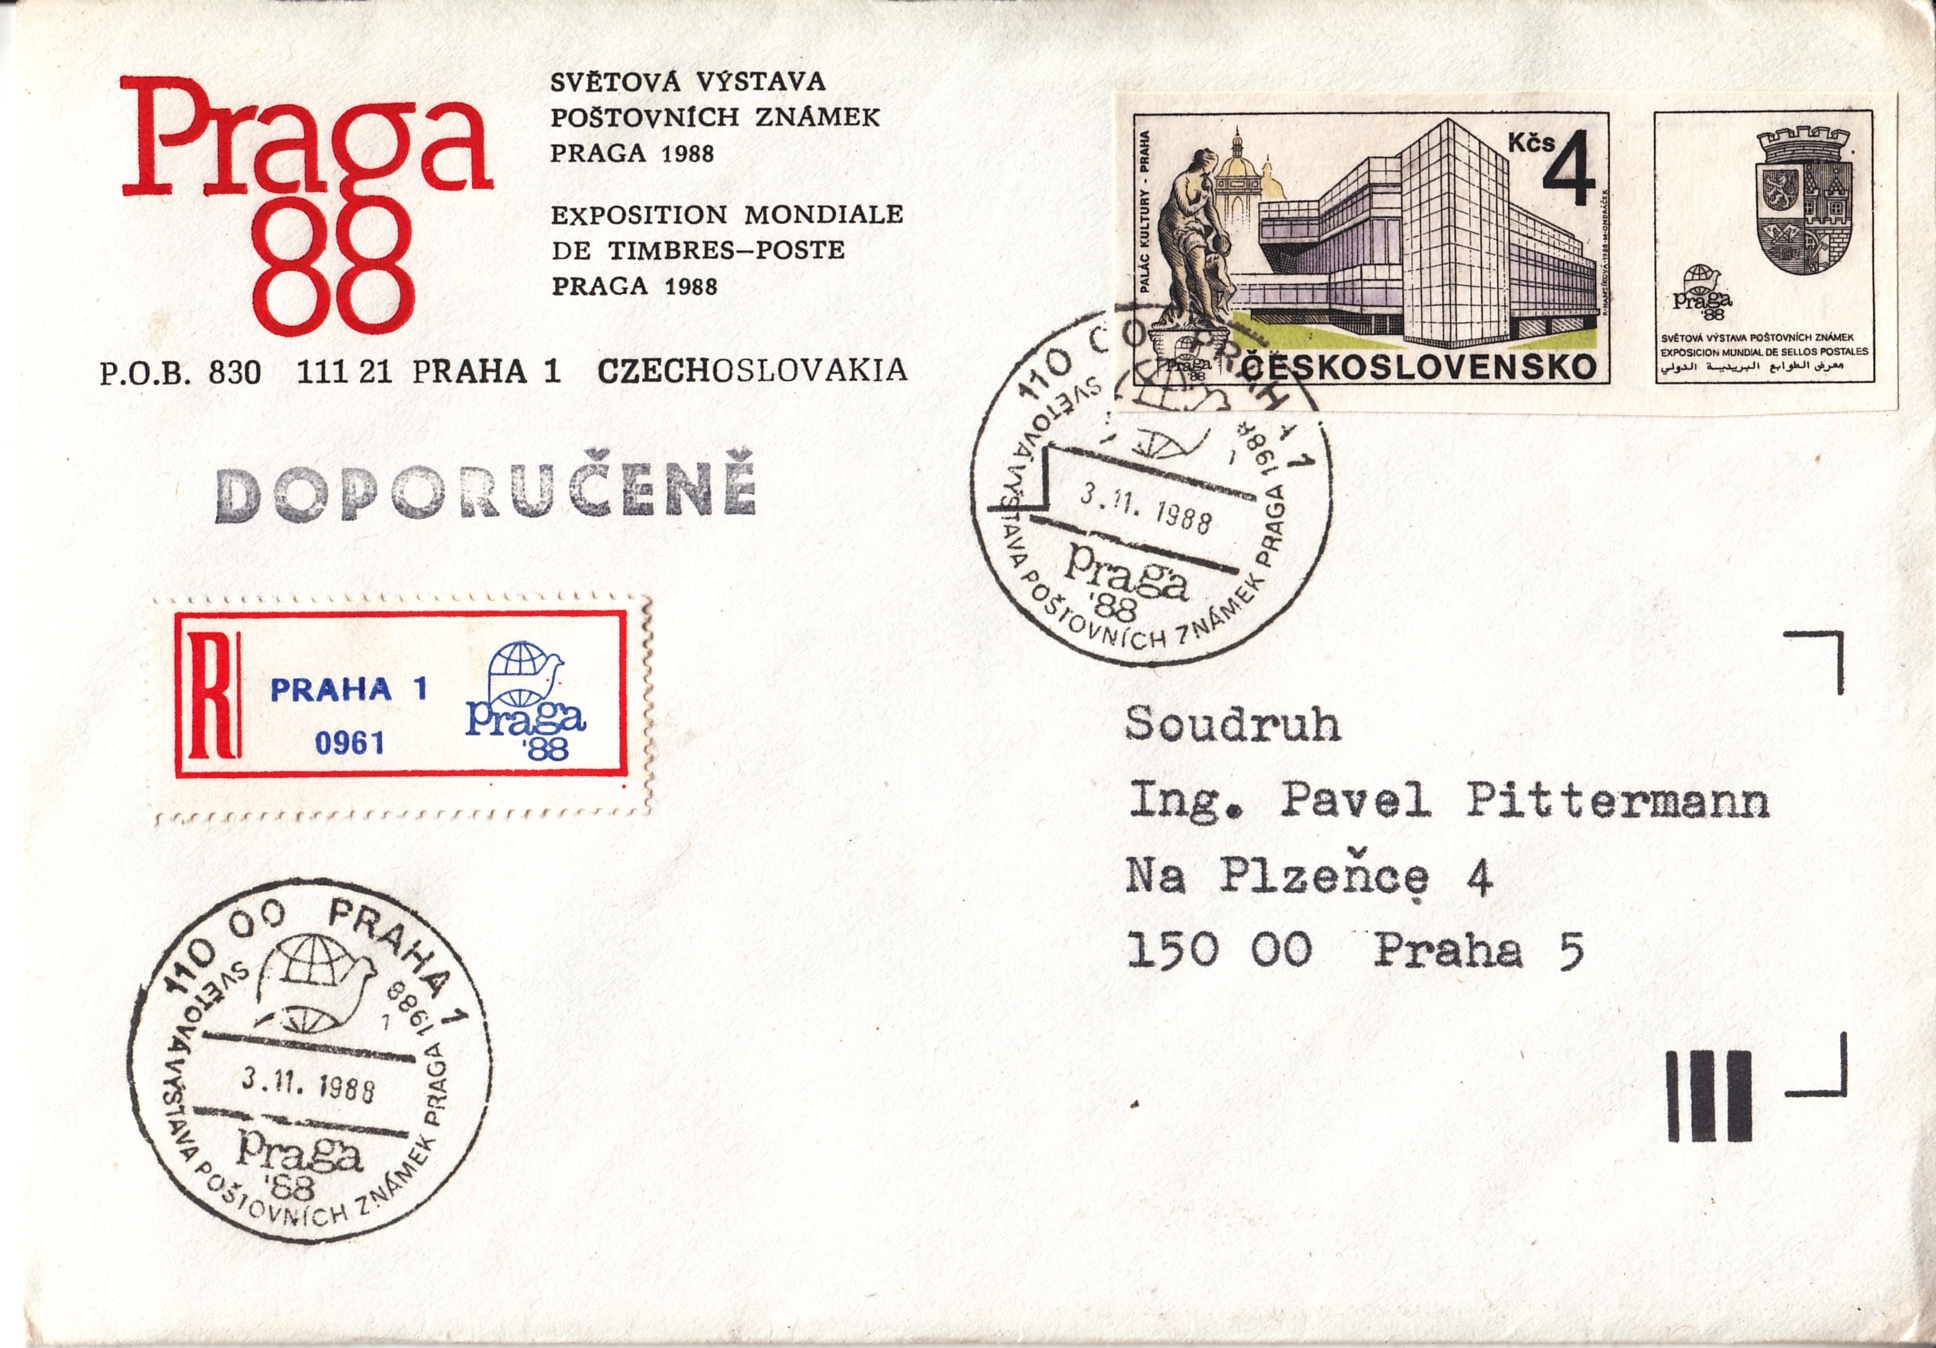 Praga
88
SVĚTOVÁ VÝSTAVA
POŠTOVNÍCH ZNÁMEK
PRAGA 1988
EXPOSITION MONDIALE
DE TIMBRES-POSTE
PRAGA 1988
P.O.B. 830 111 21 PRAHA 1 CZECHOSLOVAKIA
PALÁC KULTURY - PRAHA
Kčs 4
praga
'88
ČESKOSLOVENSKO
praga
'88
SVĚTOVÁ VÝSTAVA POŠTOVNÍCH ZNÁMEK
EXPOSICION MUNDIAL DE SELLOS POSTALES
معرض الطوابع البريدية الدولي
110 00 PRAHA 1
SVĚTOVÁ VÝSTAVA POŠTOVNÍCH ZNÁMEK PRAGA 1988
3.11. 1988
praga
'88
DOPORUČENĚ
R
PRAHA 1
0961
praga
'88
Soudruh
Ing. Pavel Pittermann
Na Plzeňce 4
150 00 Praha 5
110 00 PRAHA 1
SVĚTOVÁ VÝSTAVA POŠTOVNÍCH ZNÁMEK PRAGA 1988
3.11. 1988
praga
'88